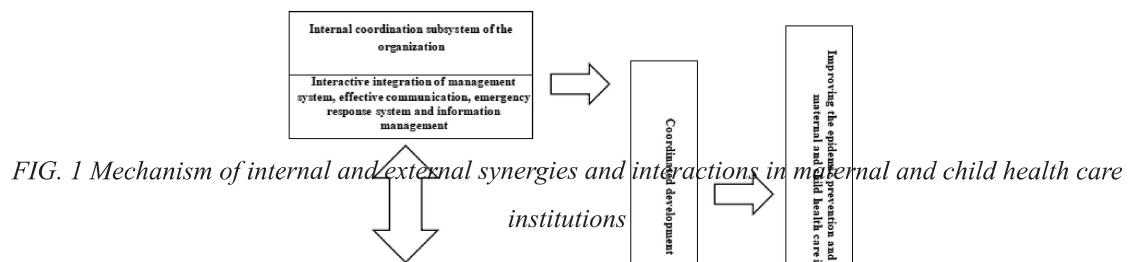 Internal coordination subsystem of the
organization
Interactive integration of management
system, effective communication, emergency
response system and information
management
Coordinated development
Improving the epidemic prevention and
maternal and child health care
FIG. 1 Mechanism of internal and external synergies and interactions in maternal and child health care
institutions